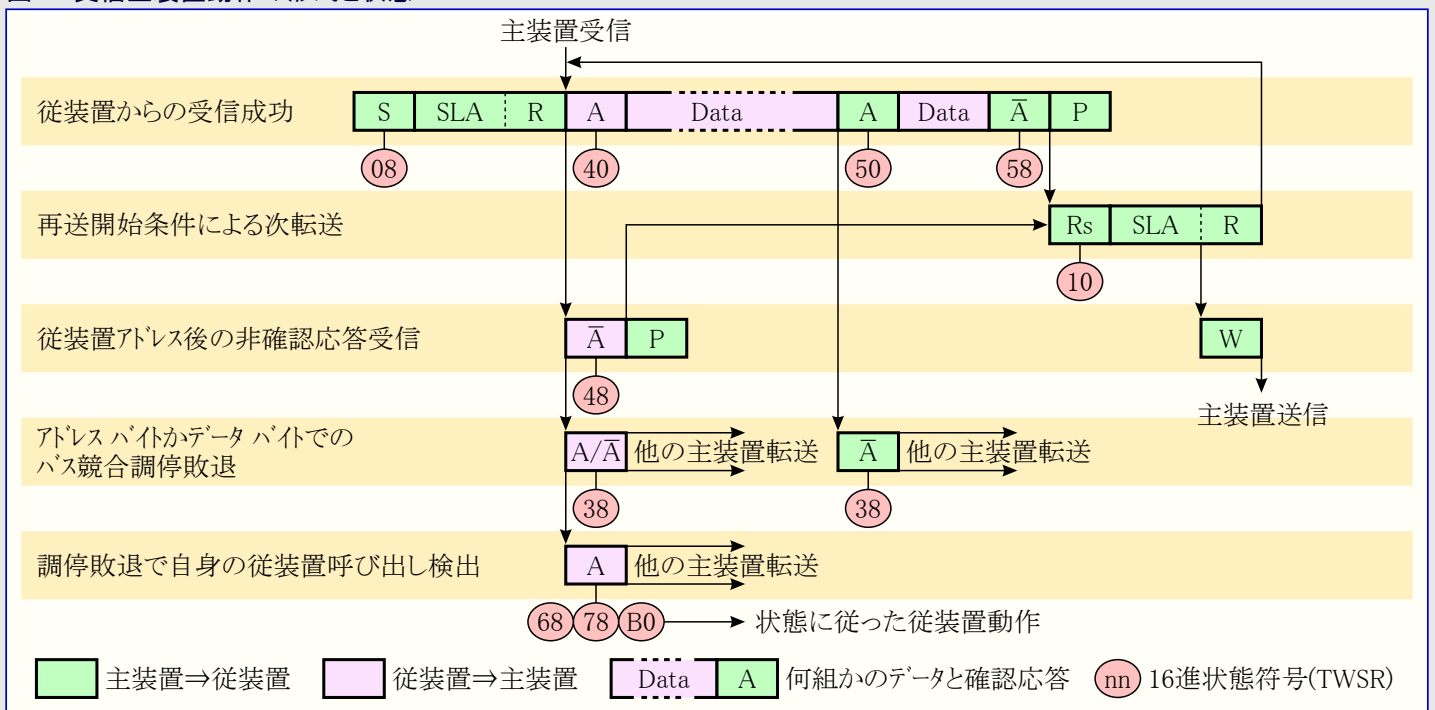 主装置受信
従装置からの受信成功 S SLA R A Data A Data A̅ P
08 40 50 58
再送開始条件による次転送 Rs SLA R
10
従装置アドレス後の非確認応答受信 A̅ P W
48
主装置送信
アドレス バイトかデータ バイトでの
バス競合調停敗退
A/A̅ 他の主装置転送 A̅ 他の主装置転送
38 38
調停敗退で自身の従装置呼び出し検出 A 他の主装置転送
68 78 B0 状態に従った従装置動作
主装置⇒従装置 従装置⇒主装置 Data A 何組かのデータと確認応答 nn 16進状態符号(TWSR)